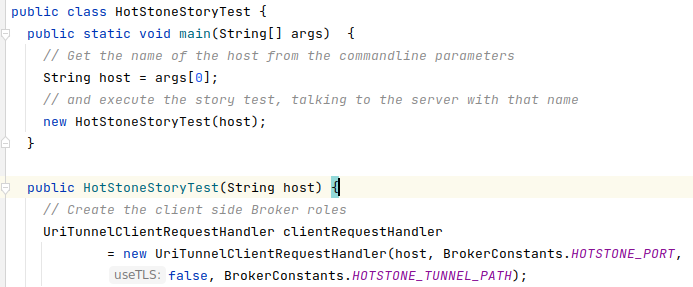 public class HotStoneStoryTest {
public static void main(String[] args)  {
// Get the name of the host from the commandline parameters
String host = args[0];
// and execute the story test, talking to the server with that name
new HotStoneStoryTest(host);
}
public HotStoneStoryTest(String host) {
// Create the client side Broker roles
UriTunnelClientRequestHandler clientRequestHandler
= new UriTunnelClientRequestHandler(host, BrokerConstants.HOTSTONE_PORT,
useTLS: false, BrokerConstants.HOTSTONE_TUNNEL_PATH);